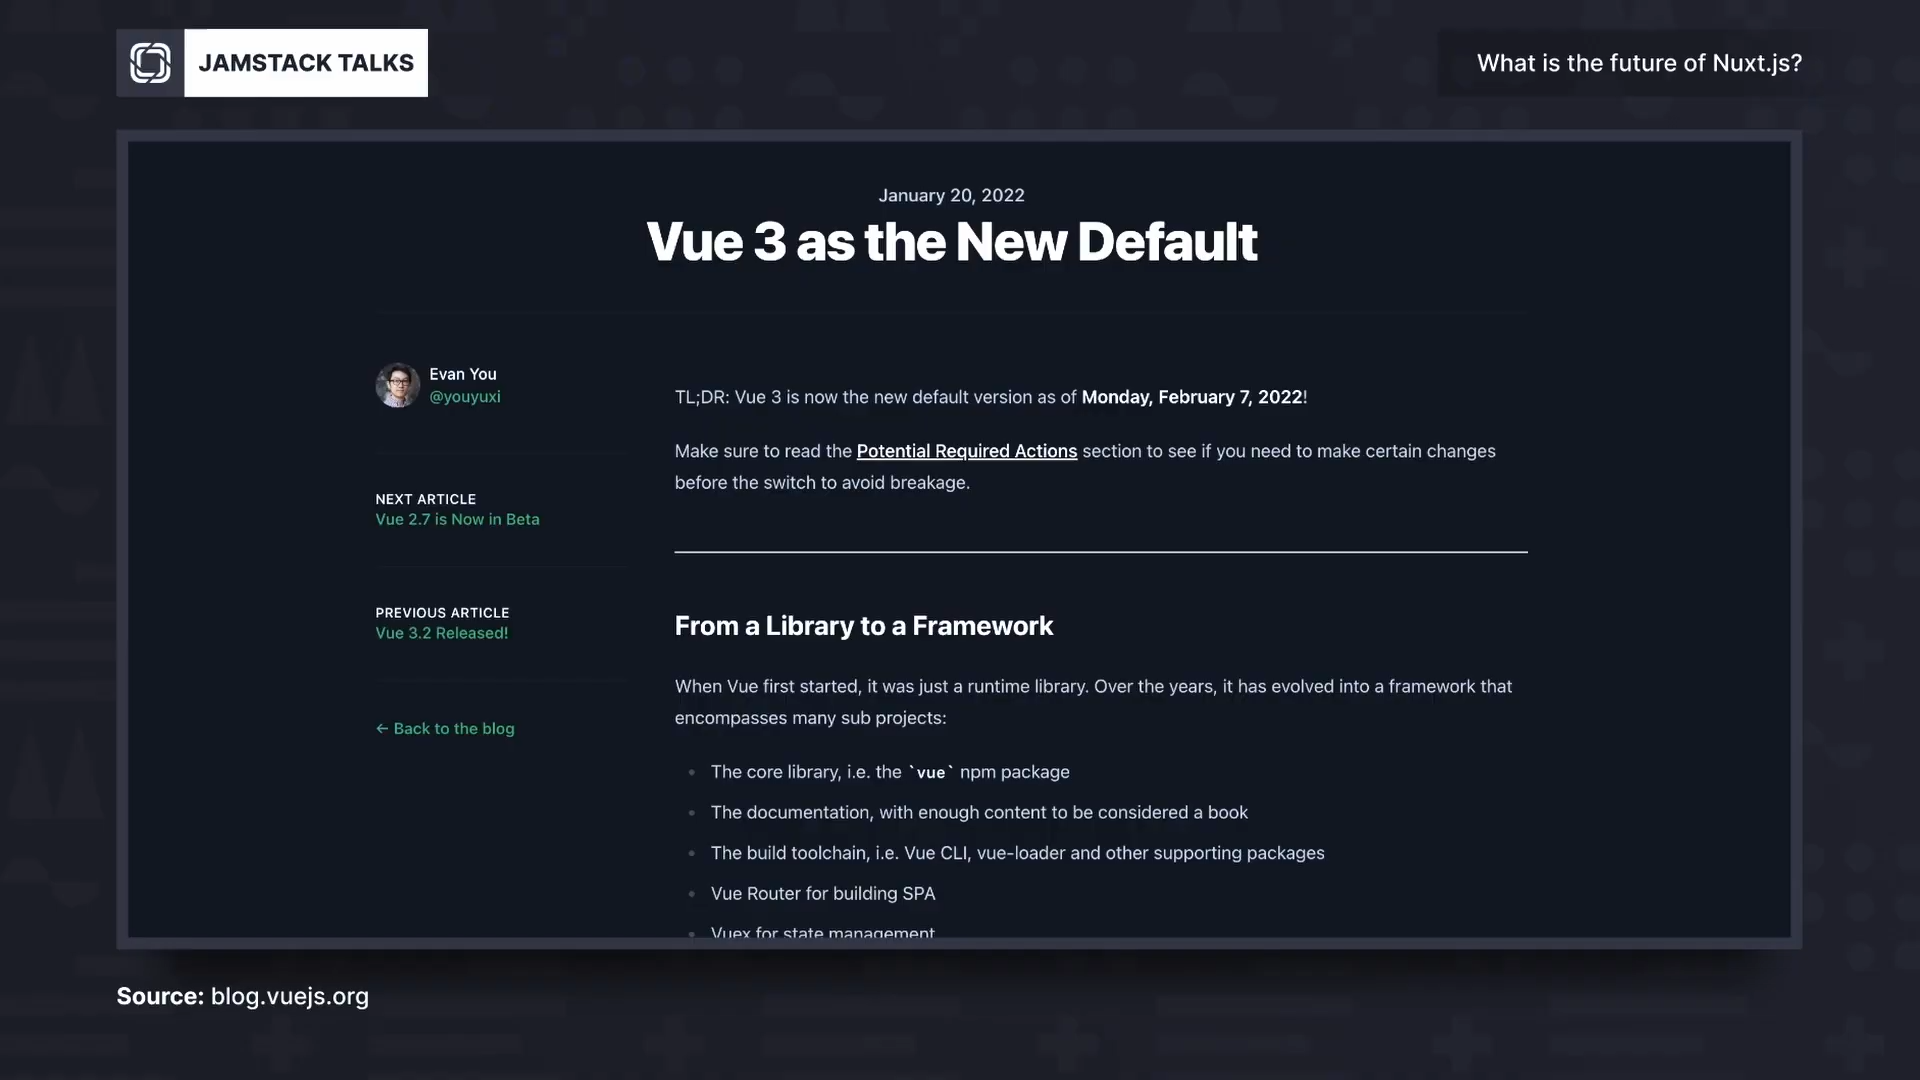 JAMSTACK TALKS
What is the future of Nuxt.js?
January 20, 2022
Vue 3 as the New Default
Evan You
@youyuxi
NEXT ARTICLE
Vue 2.7 is Now in Beta
PREVIOUS ARTICLE
Vue 3.2 Released!
← Back to the blog
TL;DR: Vue 3 is now the new default version as of Monday, February 7, 2022!
Make sure to read the Potential Required Actions section to see if you need to make certain changes
before the switch to avoid breakage.
From a Library to a Framework
When Vue first started, it was just a runtime library. Over the years, it has evolved into a framework that
encompasses many sub projects:
• The core library, i.e. the `vue` npm package
• The documentation, with enough content to be considered a book
• The build toolchain, i.e. Vue CLI, vue-loader and other supporting packages
• Vue Router for building SPA
• Vuex for state management
Source: blog.vuejs.org